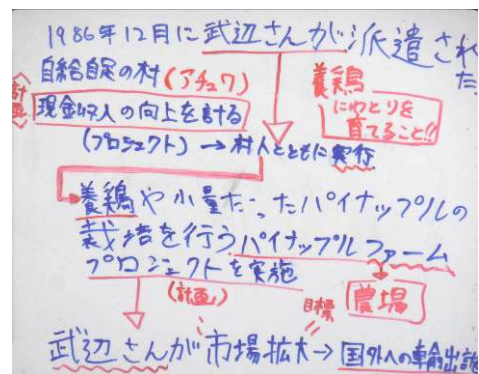 1986年12月に武辺さんが派遣された
自給自足の村(アチュワ)
養鶏
にわとりを
育てること!!
計画
現金収入の向上を計る
(プロジェクト)→村人とともに実行
養鶏や少量だったパイナップルの
栽培を行うパイナップルファーム
プロジェクトを実施
(計画)
目標
農場
武辺さんが市場拡大→国外への輸出